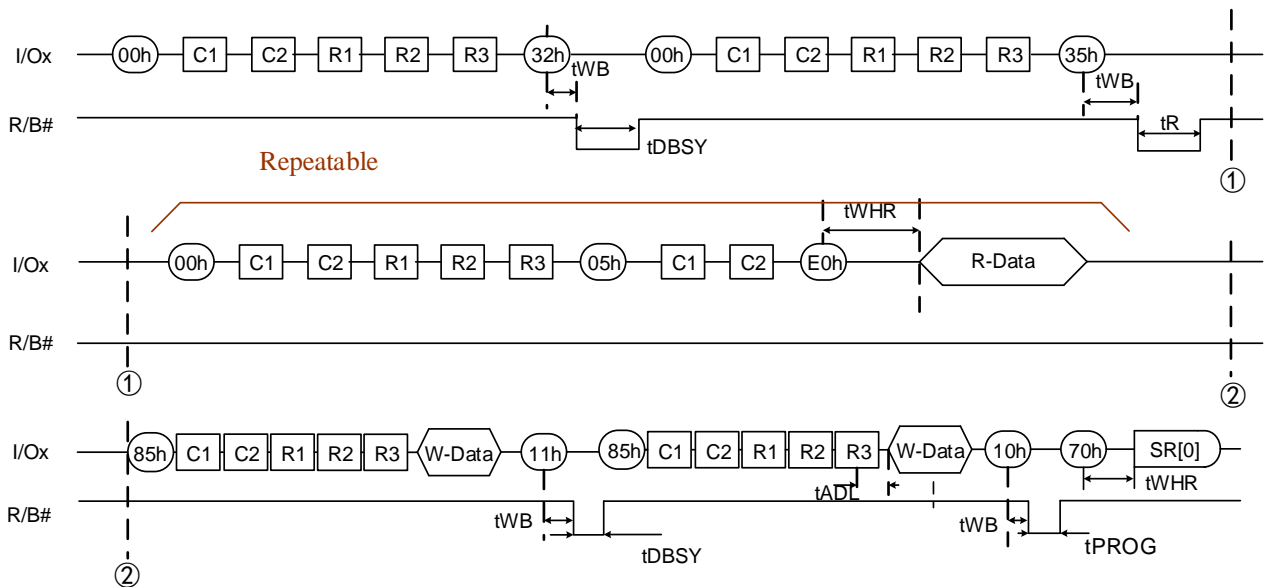 I/Ox 00h C1 C2 R1 R2 R3 32h 00h C1 C2 R1 R2 R3 35h
tWB tWB
R/B# tR
tDBSY
Repeatable
① 
tWHR
I/Ox 00h C1 C2 R1 R2 R3 05h C1 C2 E0h R-Data
R/B#
① ②
I/Ox 85h C1 C2 R1 R2 R3 W-Data 11h 85h C1 C2 R1 R2 R3 W-Data 10h 70h SR[0]
tADL tWHR
R/B# tWB tWB
tDBSY tPROG
②